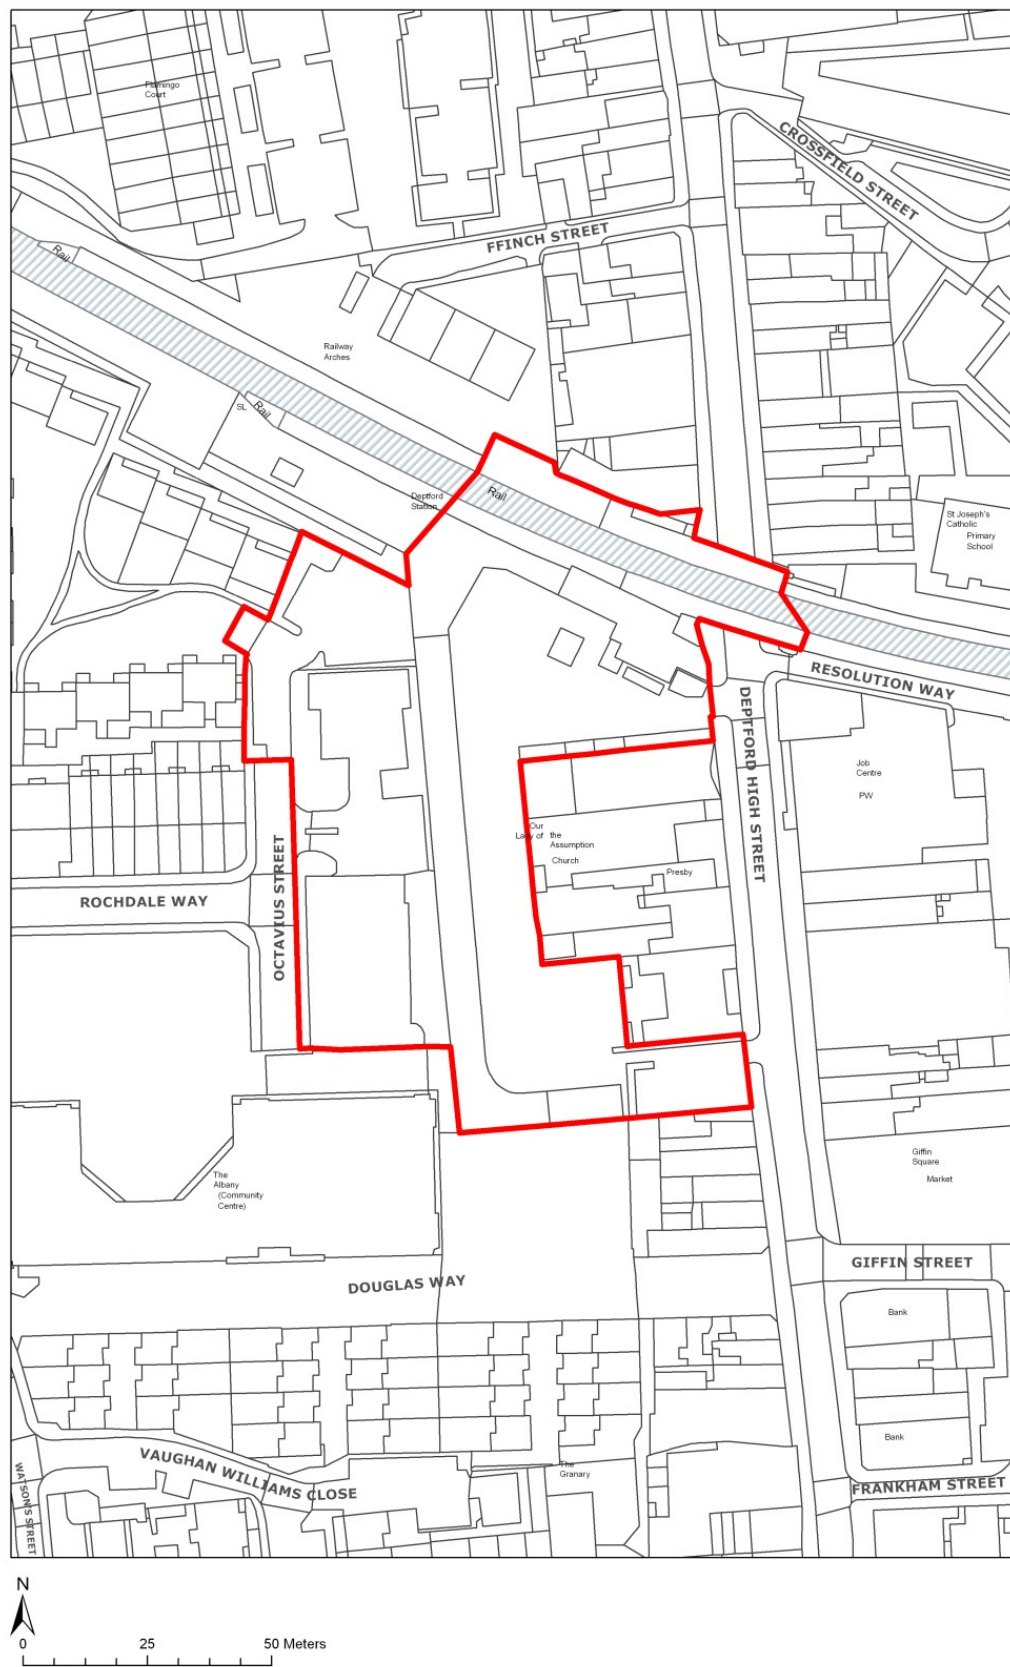 Flamingo
Court
CROSSFIELD STREET
FFINCH STREET
Rail
Railway
Arches
SL
Rail
Deptford
Station
Rail
St Joseph's
Catholic
Primary
School
RESOLUTION WAY
DEPTFORD HIGH STREET
Job
Centre
PW
Our
Lady of the
Assumption
Church
Presby
OCTAVIUS STREET
ROCHDALE WAY
Giffin
Square
Market
The
Albany
(Community
Centre)
GIFFIN STREET
DOUGLAS WAY
Bank
Bank
VAUGHAN WILLIAMS CLOSE
The
Granary
WATSON'S STREET
FRANKHAM STREET
N
0 25 50 Meters